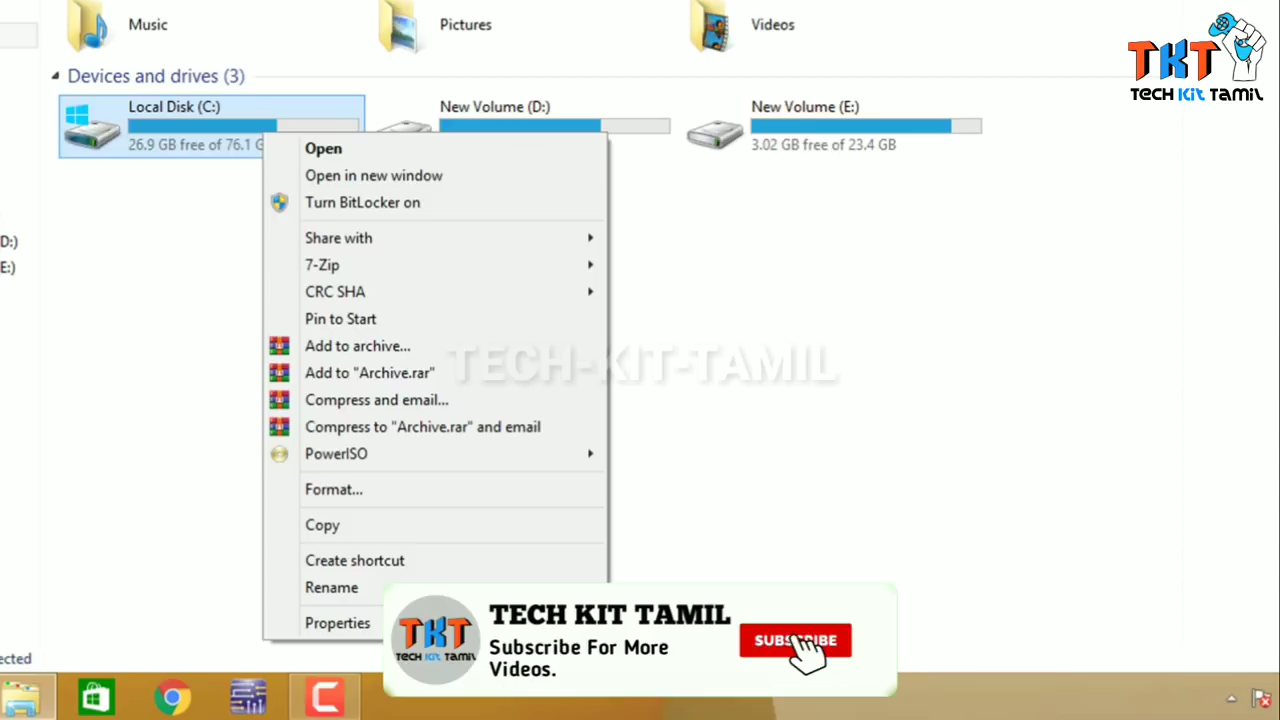 Music
Pictures
Videos
TKT
TECH KIT TAMIL
Devices and drives (3)
Local Disk (C:)
26.9 GB free of 76.1 G
New Volume (D:)
New Volume (E:)
3.02 GB free of 23.4 GB
D:)
E:)
Open
Open in new window
Turn BitLocker on
Share with
7-Zip
CRC SHA
Pin to Start
Add to archive...
Add to "Archive.rar"
Compress and email...
Compress to "Archive.rar" and email
PowerISO
Format...
Copy
Create shortcut
Rename
Properties
TECH-KIT-TAMIL
TKT
TECH KIT TAMIL
TECH KIT TAMIL
Subscribe For More
Videos.
SUBSCRIBE
ected